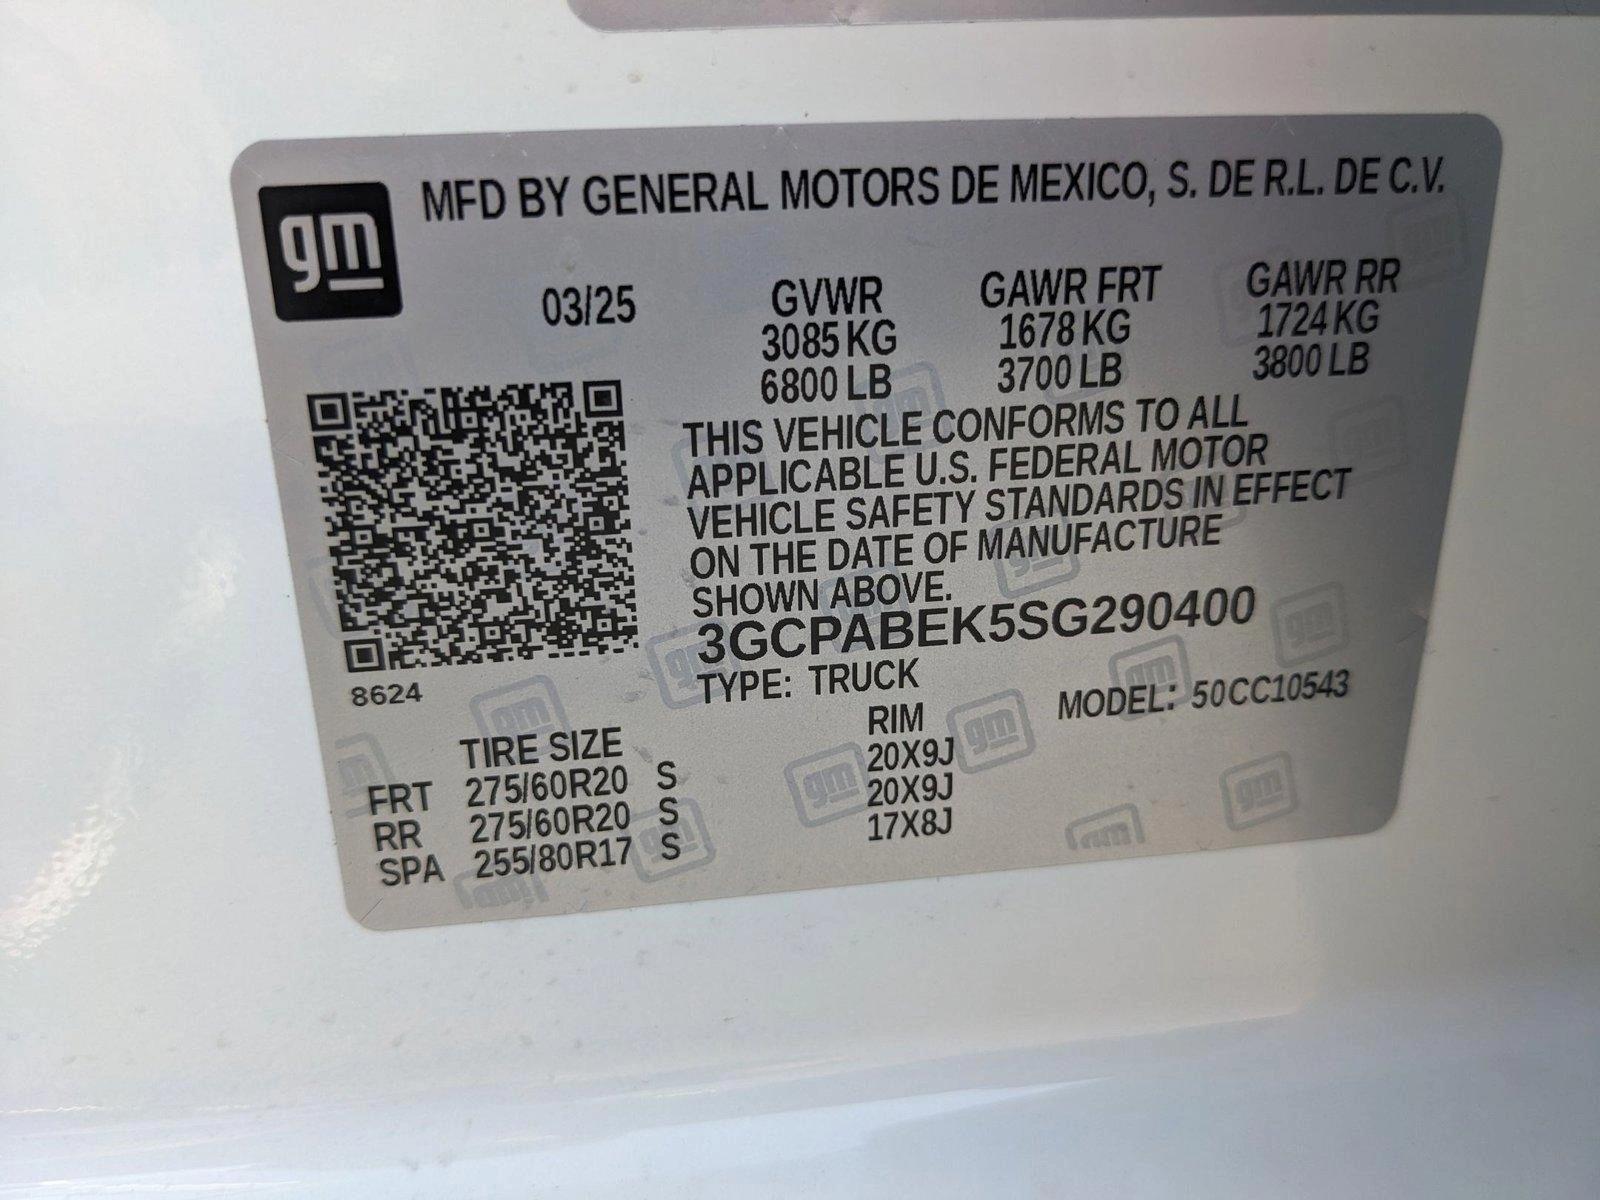 gm
MFD BY GENERAL MOTORS DE MEXICO, S. DE R.L. DE C.V.
03/25 GVWR GAWR FRT GAWR RR
3085 KG 1678 KG 1724 KG
6800 LB 3700 LB 3800 LB
THIS VEHICLE CONFORMS TO ALL
APPLICABLE U.S. FEDERAL MOTOR
VEHICLE SAFETY STANDARDS IN EFFECT
ON THE DATE OF MANUFACTURE
SHOWN ABOVE.
3GCPABEK5SG290400
8624 TYPE: TRUCK MODEL: 50CC10543
TIRE SIZE RIM
FRT 275/60R20 S 20X9J
RR 275/60R20 S 20X9J
SPA 255/80R17 S 17X8J